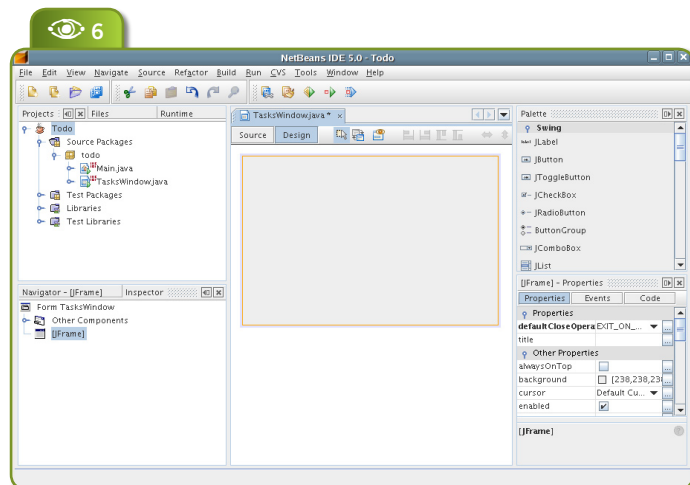 6
NetBeans IDE 5.0 - Todo
File Edit View Navigate Source Refactor Build Run CVS Tools Window Help
Projects Files Runtime
Todo
Source Packages
todo
Main.java
TasksWindow.java
Test Packages
Libraries
Test Libraries
Navigator - [JFrame] Inspector
Form TasksWindow
Other Components
[JFrame]
TasksWindow.java * x
Source Design
Palette
Swing
JLabel
JButton
JToggleButton
JCheckBox
JRadioButton
ButtonGroup
JComboBox
JList
[JFrame] - Properties
Properties Events Code
Properties
defaultCloseOpera EXIT_ON_... ...
title ...
Other Properties
alwaysOnTop ...
background [238,238,238 ...
cursor Default Cu... ...
enabled ...
[JFrame]